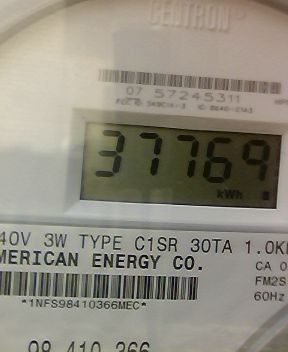 CENTRON
07 57245311
37769
kWh
40V 3W TYPE C1SR 30TA 1.0K
MERICAN ENERGY CO.
CA 0
FM2S
60Hz
*1NFS98410366MEC*
98 410 366